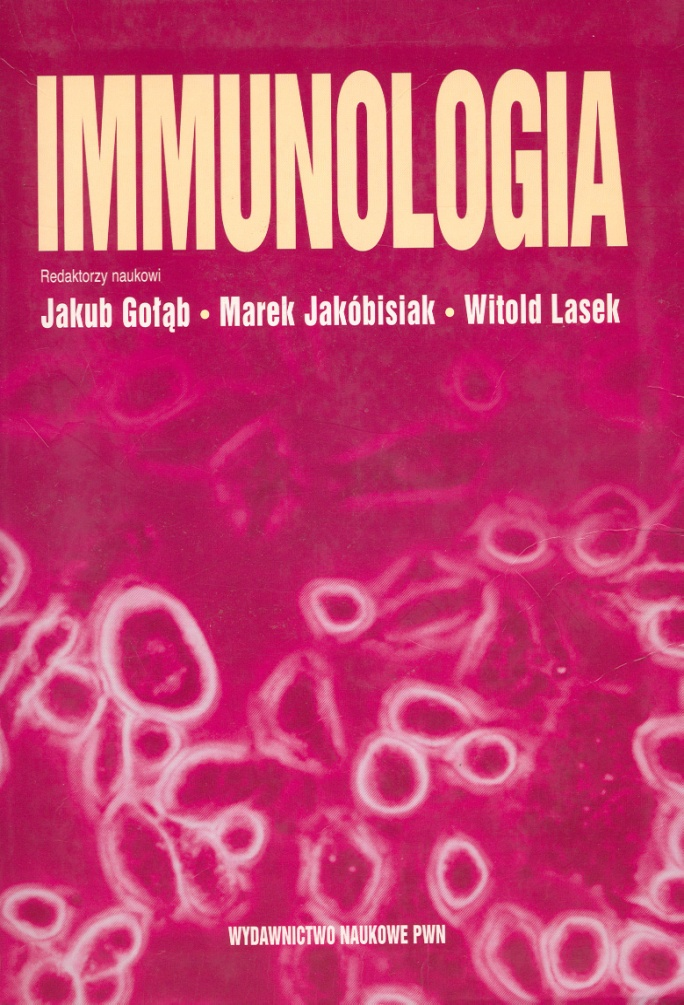 IMMUNOLOGIA
Redaktorzy naukowi
Jakub Gołąb • Marek Jakóbisiak • Witold Lasek
WYDAWNICTWO NAUKOWE PWN